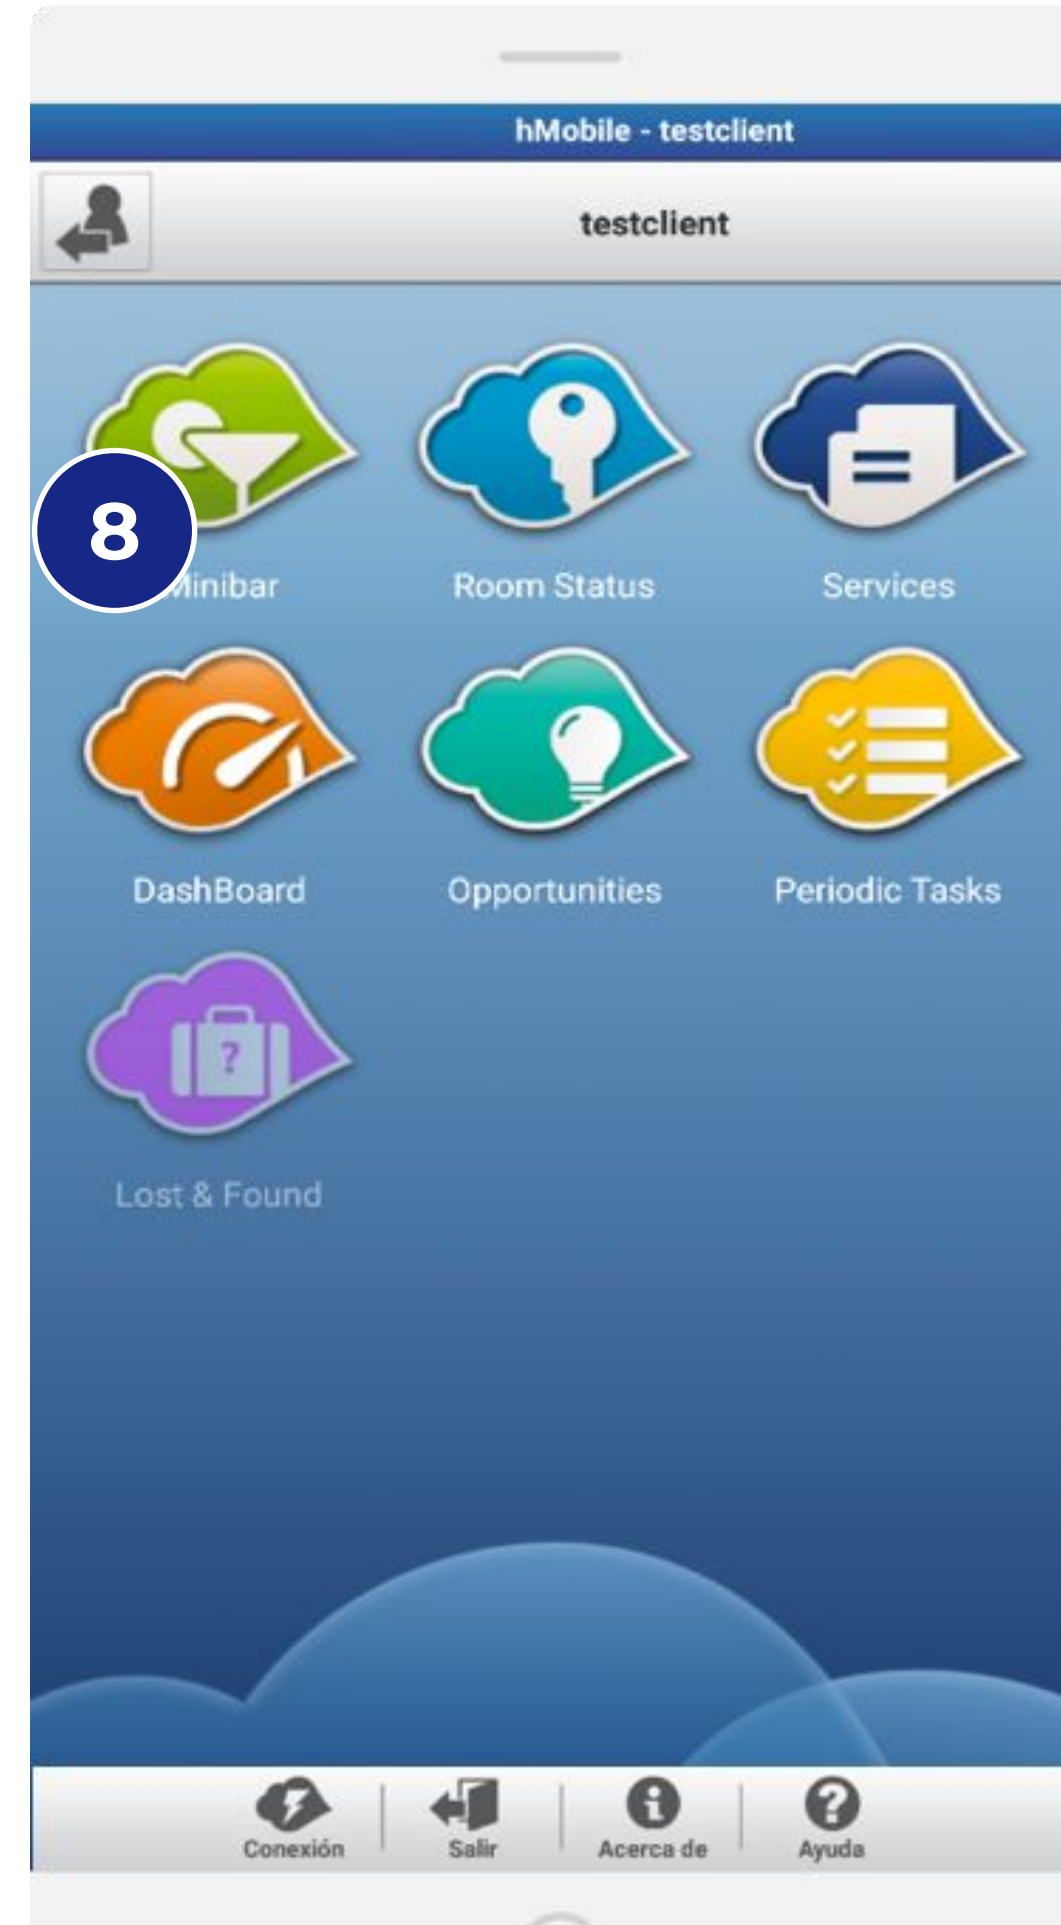 hMobile - testclient
testclient
8
Minibar
Room Status
Services
DashBoard
Opportunities
Periodic Tasks
?
Lost & Found
Conexión
Salir
Acerca de
Ayuda